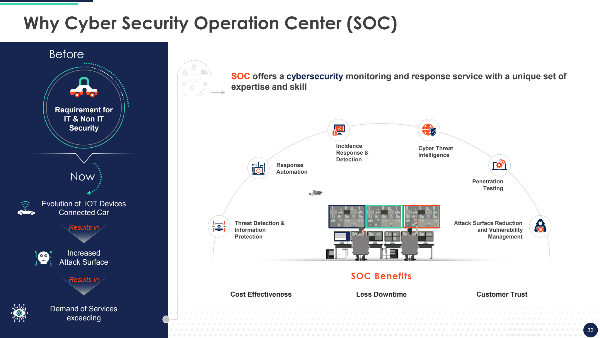 Why Cyber Security Operation Center (SOC)
Before
Requirement for
IT & Non IT
Security
Now
Evolution of IOT Devices
Connected Car
Results in
Increased
Attack Surface
Results in
Demand of Services
exceeding
SOC offers a cybersecurity monitoring and response service with a unique set of
expertise and skill
Threat Detection &
Information
Protection
Response
Automation
Incidence
Response &
Detection
Cyber Threat
Intelligence
Penetration
Testing
Attack Surface Reduction
and Vulnerability
Management
SOC Benefits
Cost Effectiveness
Less Downtime
Customer Trust